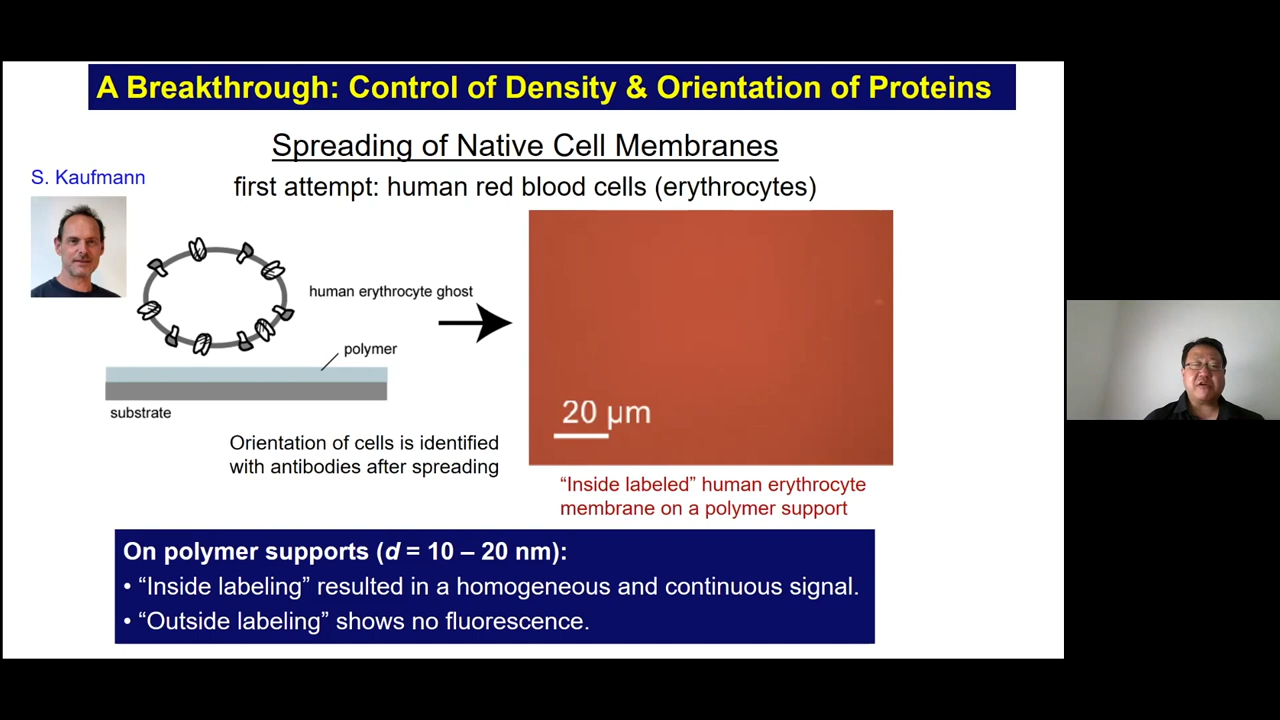 A Breakthrough: Control of Density & Orientation of Proteins
Spreading of Native Cell Membranes
first attempt: human red blood cells (erythrocytes)
S. Kaufmann
human erythrocyte ghost
polymer
substrate
Orientation of cells is identified
with antibodies after spreading
20 µm
“Inside labeled” human erythrocyte
membrane on a polymer support
On polymer supports (d = 10 – 20 nm):
• “Inside labeling” resulted in a homogeneous and continuous signal.
• “Outside labeling” shows no fluorescence.